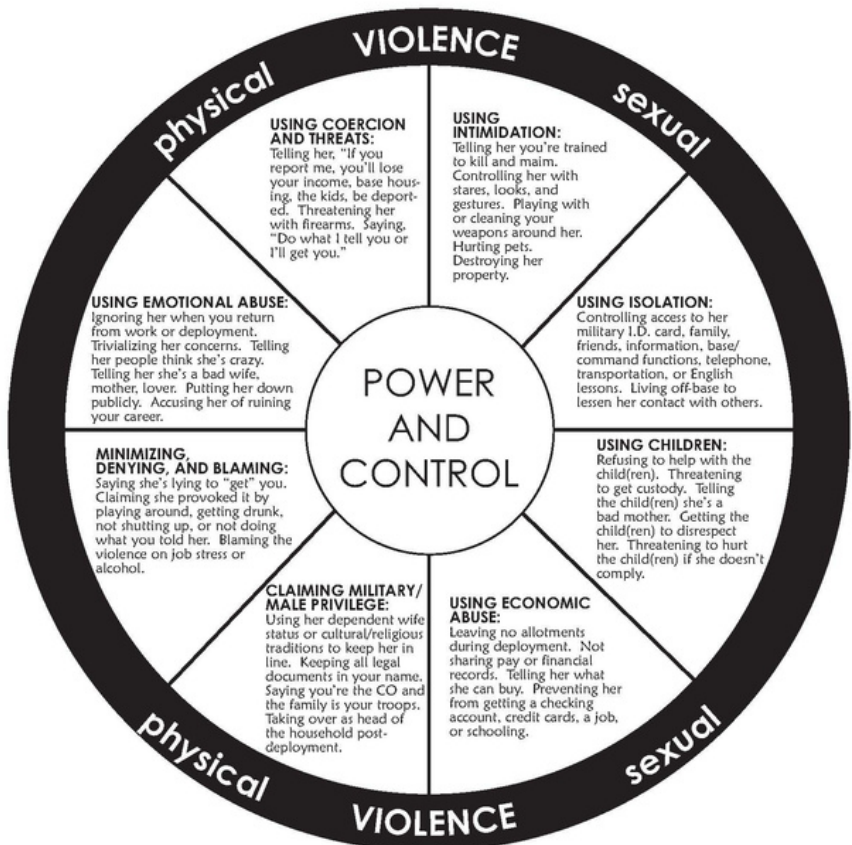 physical VIOLENCE sexual
USING COERCION
AND THREATS:
Telling her, “If you
report me, you’ll lose
your income, base hous-
ing, the kids, be deport-
ed. Threatening her
with firearms. Saying,
“Do what I tell you or
I’ll get you.”
USING
INTIMIDATION:
Telling her you’re trained
to kill and maim.
Controlling her with
stares, looks, and
gestures. Playing with
or cleaning your
weapons around her.
Hurting pets.
Destroying her
property.
USING EMOTIONAL ABUSE:
Ignoring her when you return
from work or deployment.
Trivializing her concerns. Telling
her people think she’s crazy.
Telling her she’s a bad wife,
mother, lover. Putting her down
publicly. Accusing her of ruining
your career.
USING ISOLATION:
Controlling access to her
military I.D. card, family,
friends, information, base/
command functions, telephone,
transportation, or English
lessons. Living off-base to
lessen her contact with others.
POWER
AND
CONTROL
MINIMIZING,
DENYING, AND BLAMING:
Saying she’s lying to “get” you.
Claiming she provoked it by
playing around, getting drunk,
not shutting up, or not doing
what you told her. Blaming the
violence on job stress or
alcohol.
USING CHILDREN:
Refusing to help with the
child(ren). Threatening
to get custody. Telling
the child(ren) she’s a
bad mother. Getting the
child(ren) to disrespect
her. Threatening to hurt
the child(ren) if she doesn’t
comply.
CLAIMING MILITARY/
MALE PRIVILEGE:
Using her dependent wife
status or cultural/religious
traditions to keep her in
line. Keeping all legal
documents in your name.
Saying you’re the CO and
the family is your troops.
Taking over as head of
the household post-
deployment.
USING ECONOMIC
ABUSE:
Leaving no allotments
during deployment. Not
sharing pay or financial
records. Telling her what
she can buy. Preventing her
from getting a checking
account, credit cards, a job,
or schooling.
physical VIOLENCE sexual